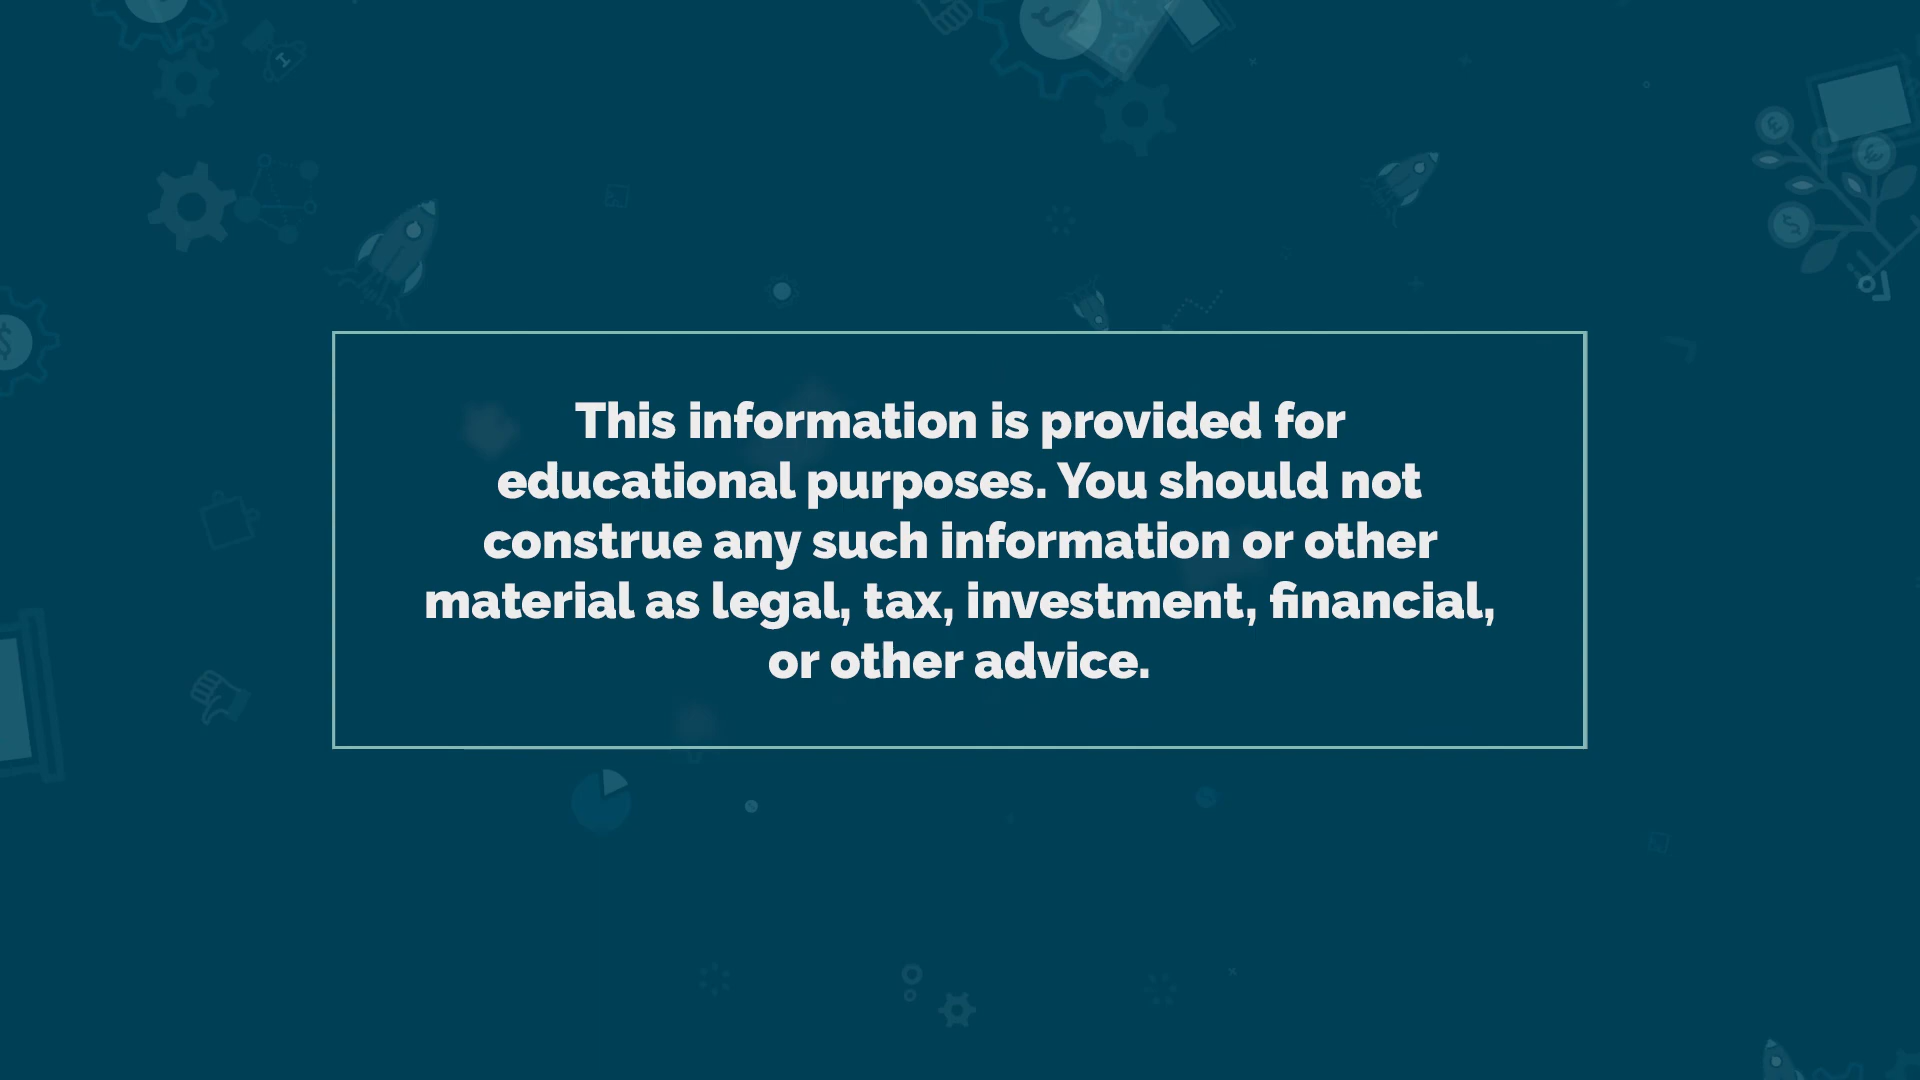 This information is provided for
educational purposes. You should not
construe any such information or other
material as legal, tax, investment, financial,
or other advice.